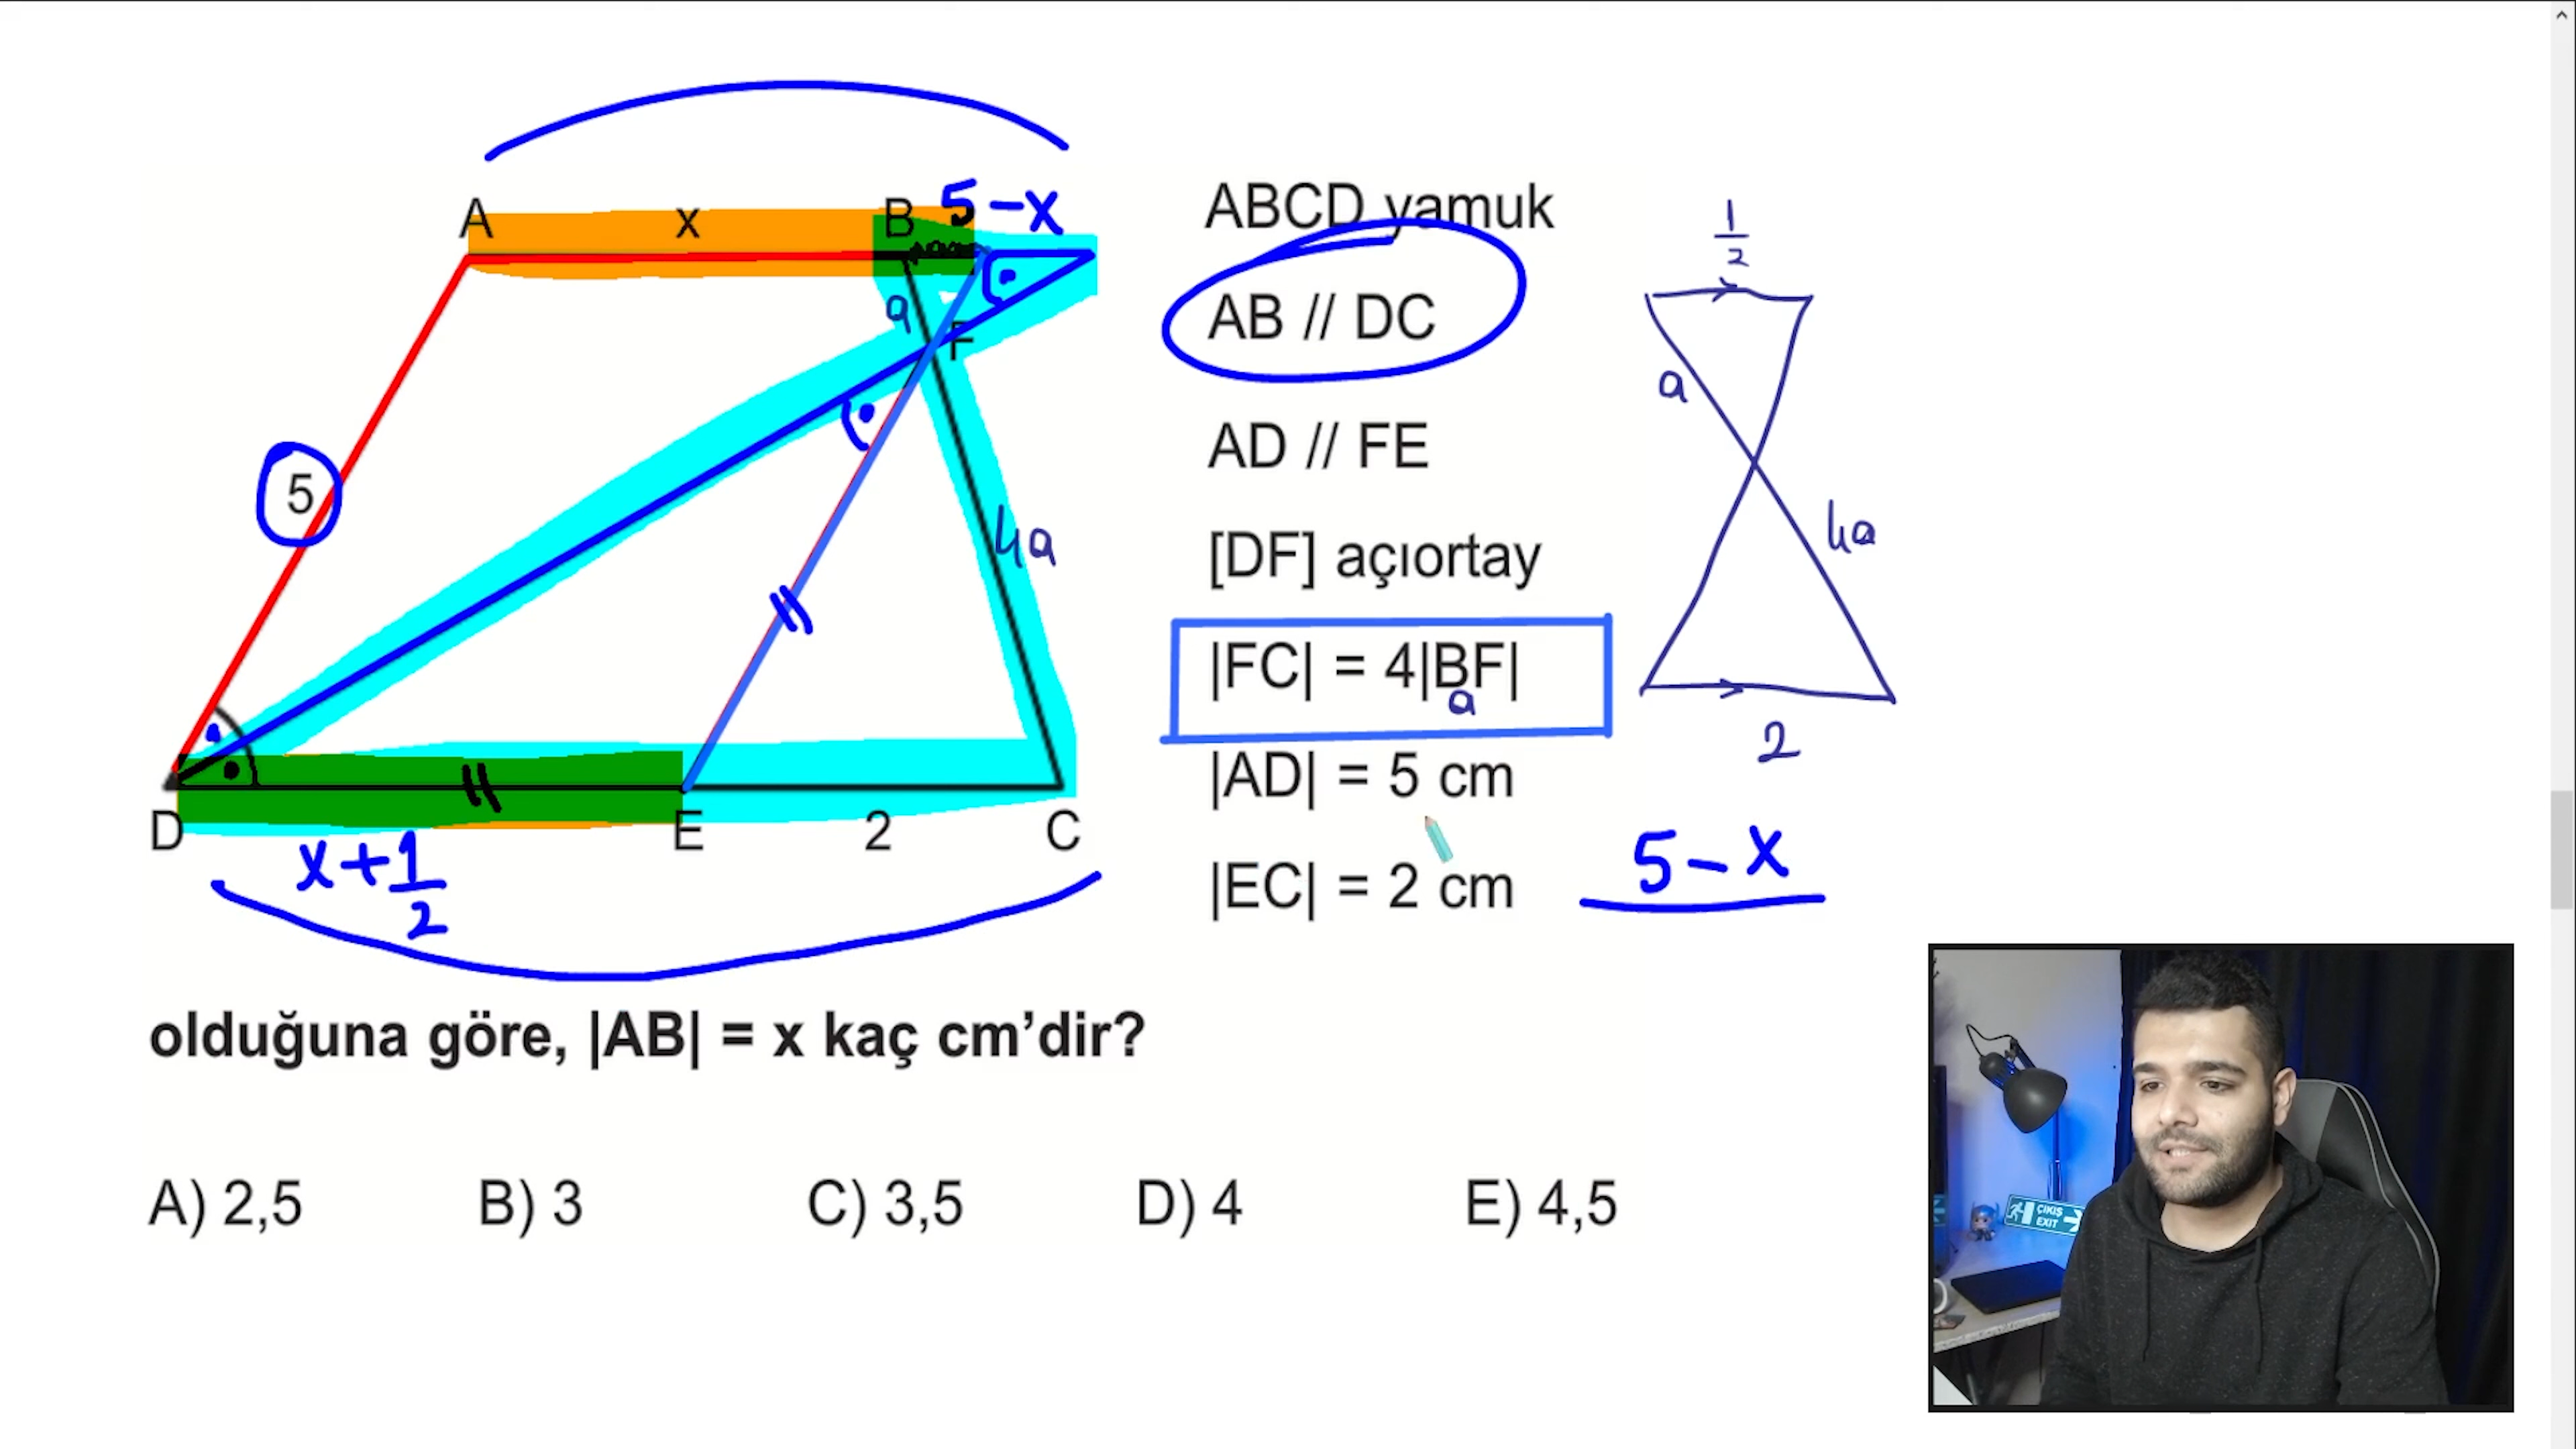 A x B 5-x
a
F
5
4a
D E 2 C
x+1/2
ABCD yamuk
AB // DC
AD // FE
[DF] açıortay
|FC| = 4|BF|
a
|AD| = 5 cm
|EC| = 2 cm
1/2
a
4a
2
5-x
olduğuna göre, |AB| = x kaç cm’dir?
A) 2,5 B) 3 C) 3,5 D) 4 E) 4,5
ÇIKIŞ
EXIT